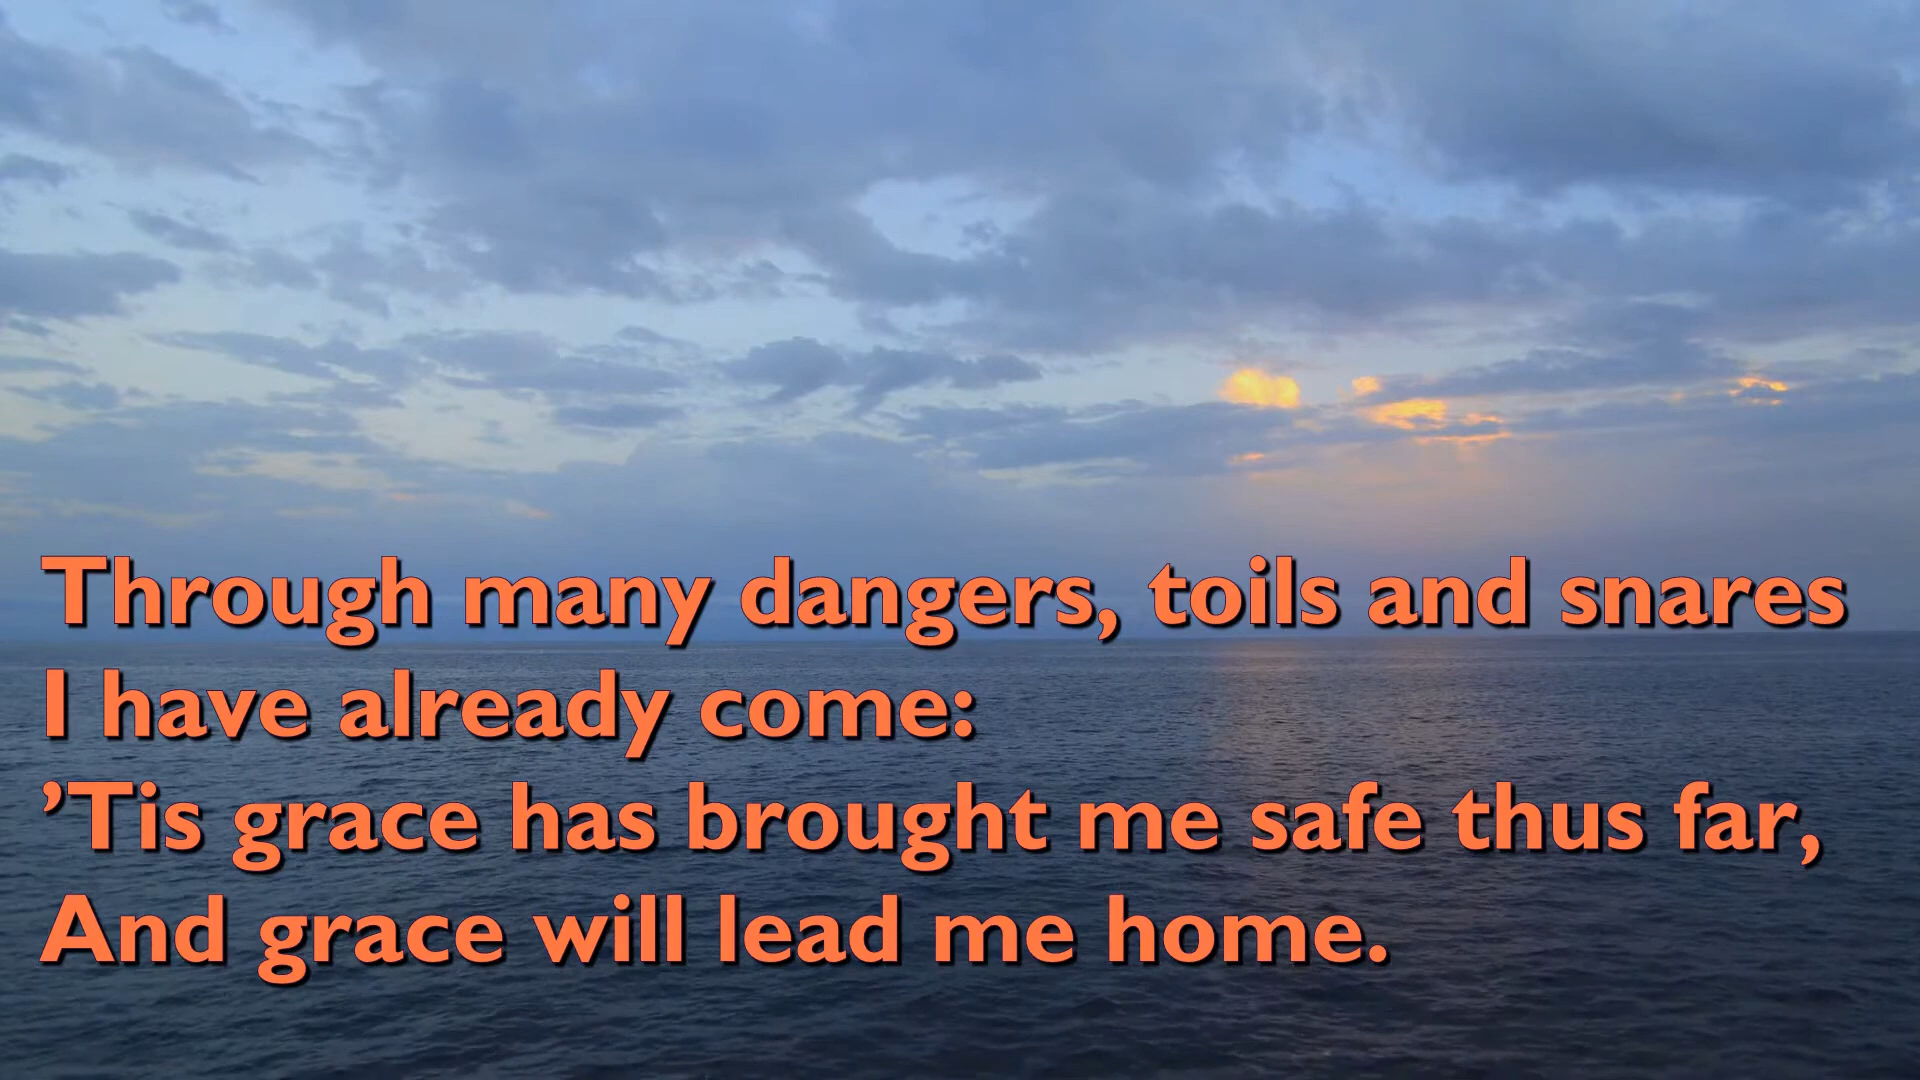 Through many dangers, toils and snares
I have already come:
’Tis grace has brought me safe thus far,
And grace will lead me home.